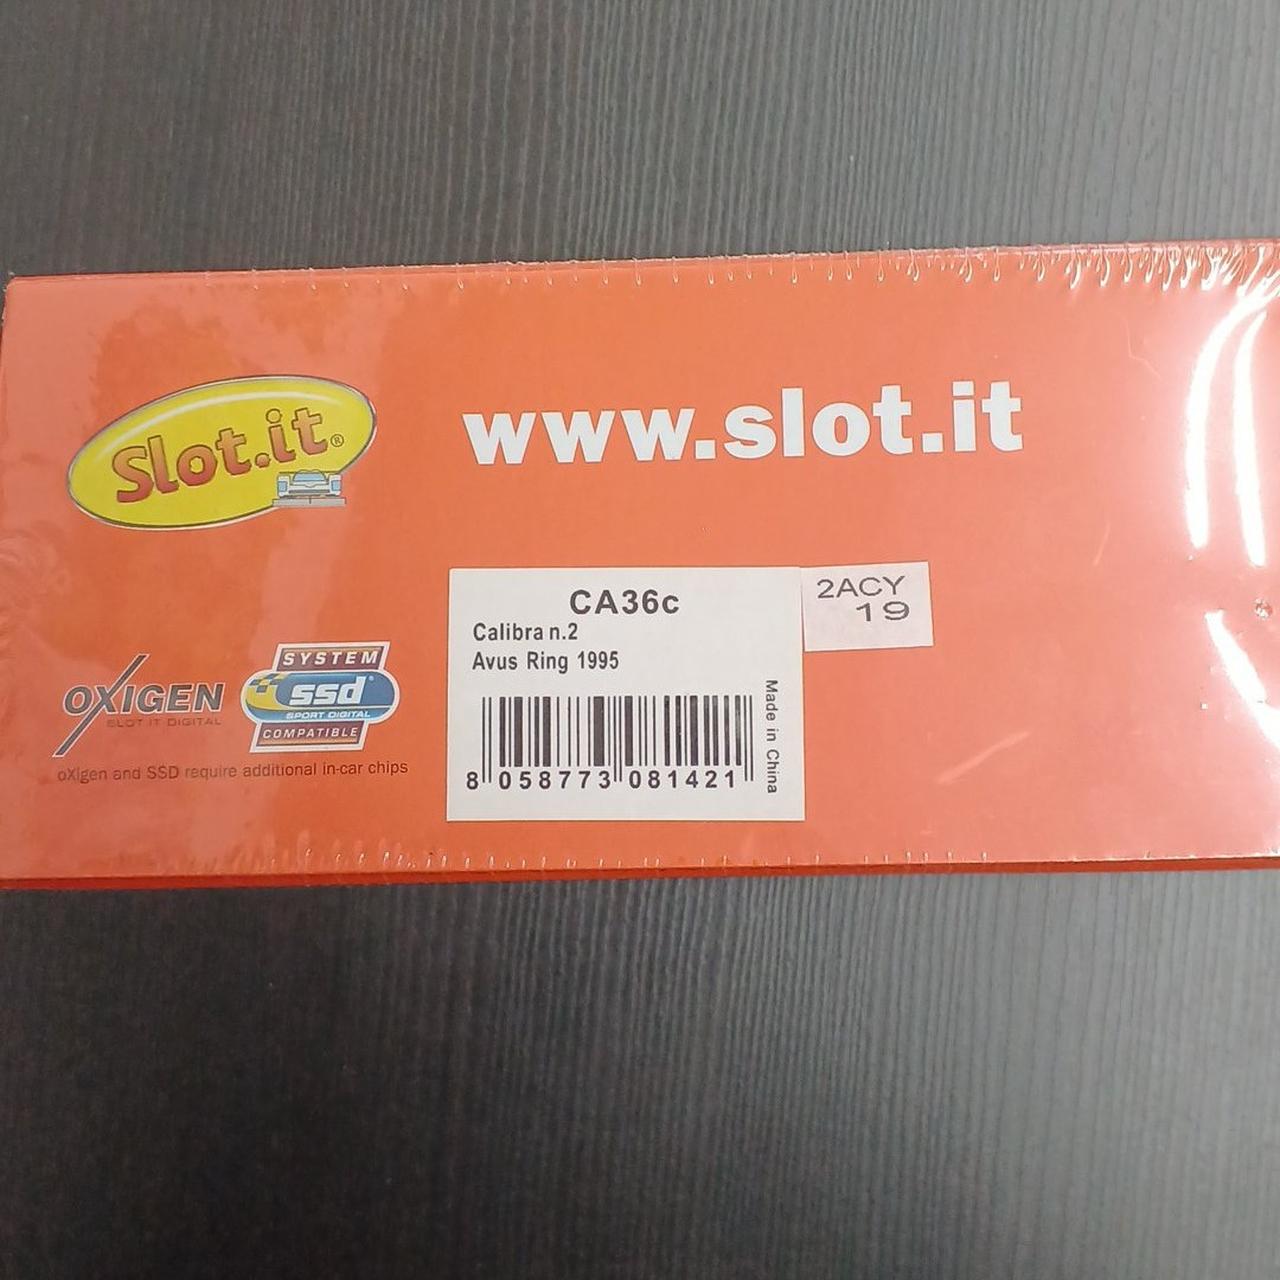 Slot.it®
www.slot.it
CA36c
Calibra n.2
Avus Ring 1995
8 058773 081421
Made in China
2ACY
19
OXIGEN
SLOT IT DIGITAL
SYSTEM
ssd®
SPORT DIGITAL
COMPATIBLE
oXigen and SSD require additional in-car chips